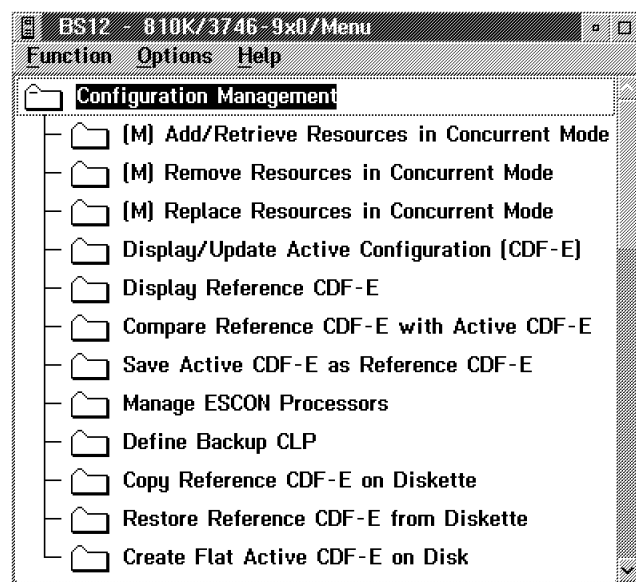 BS12 - 810K/3746-9x0/Menu
Function Options Help
Configuration Management
(M) Add/Retrieve Resources in Concurrent Mode
(M) Remove Resources in Concurrent Mode
(M) Replace Resources in Concurrent Mode
Display/Update Active Configuration (CDF-E)
Display Reference CDF-E
Compare Reference CDF-E with Active CDF-E
Save Active CDF-E as Reference CDF-E
Manage ESCON Processors
Define Backup CLP
Copy Reference CDF-E on Diskette
Restore Reference CDF-E from Diskette
Create Flat Active CDF-E on Disk